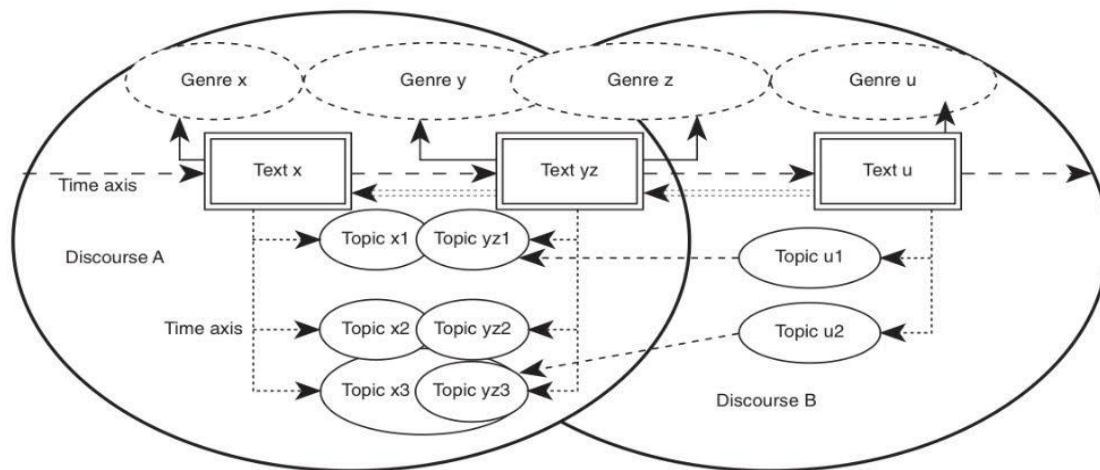 Genre x
Genre y
Genre z
Genre u
Text x
Text yz
Text u
Time axis
Topic x1
Topic yz1
Topic u1
Discourse A
Time axis
Topic x2
Topic yz2
Topic u2
Topic x3
Topic yz3
Discourse B